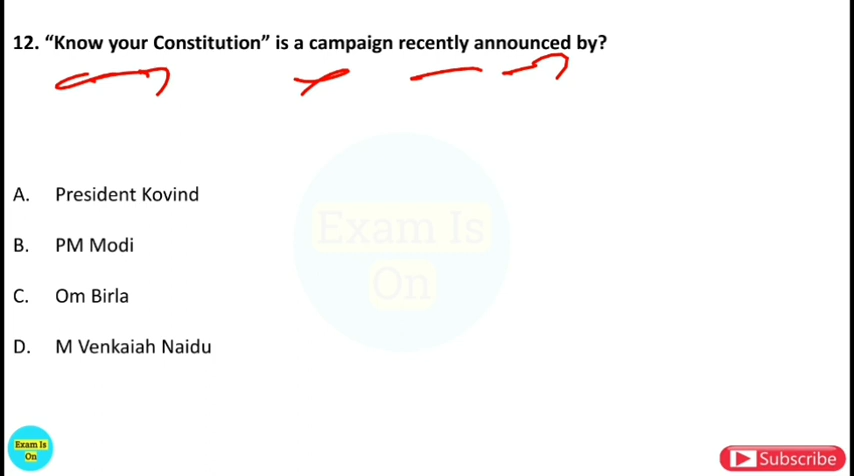 12. “Know your Constitution” is a campaign recently announced by?
A. President Kovind
Exam Is
On
B. PM Modi
C. Om Birla
D. M Venkaiah Naidu
Exam Is
On
Subscribe